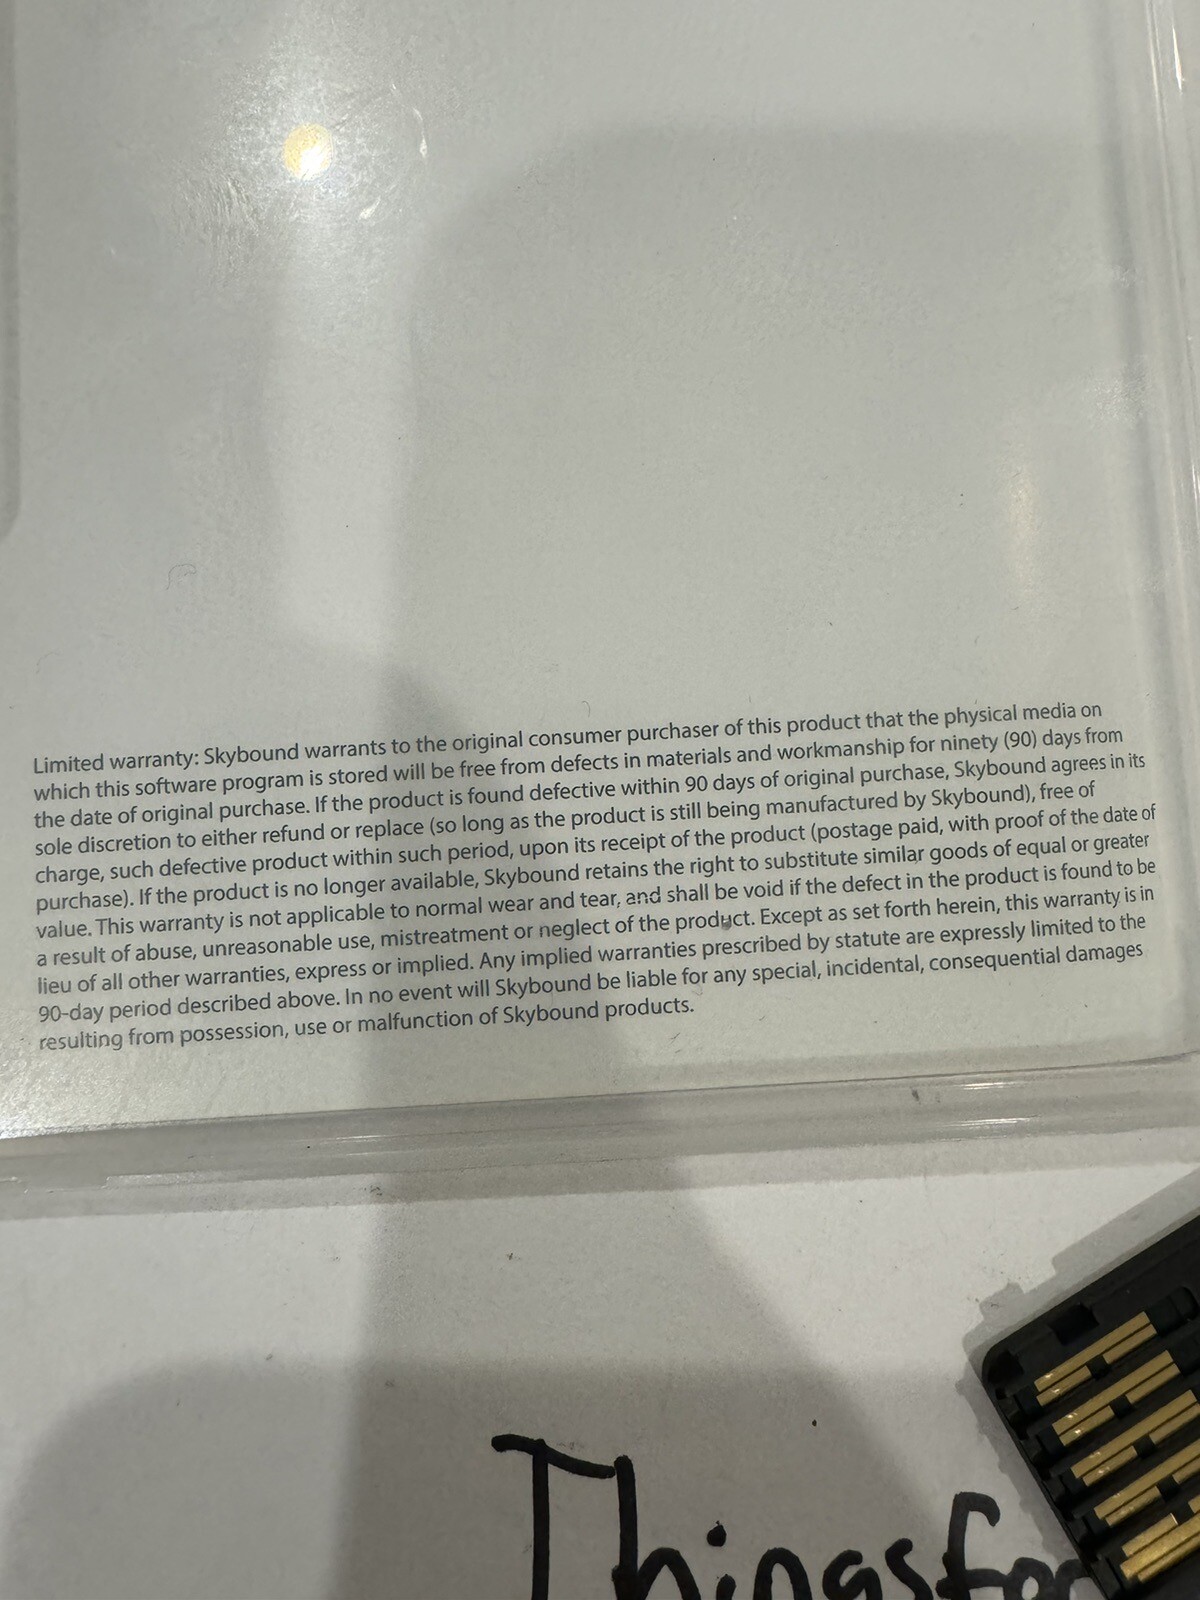 Limited warranty: Skybound warrants to the original consumer purchaser of this product that the physical media on
which this software program is stored will be free from defects in materials and workmanship for ninety (90) days from
the date of original purchase. If the product is found defective within 90 days of original purchase, Skybound agrees in its
sole discretion to either refund or replace (so long as the product is still being manufactured by Skybound), free of
charge, such defective product within such period, upon its receipt of the product (postage paid, with proof of the date of
purchase). If the product is no longer available, Skybound retains the right to substitute similar goods of equal or greater
value. This warranty is not applicable to normal wear and tear, and shall be void if the defect in the product is found to be
a result of abuse, unreasonable use, mistreatment or neglect of the product. Except as set forth herein, this warranty is in
lieu of all other warranties, express or implied. Any implied warranties prescribed by statute are expressly limited to the
90-day period described above. In no event will Skybound be liable for any special, incidental, consequential damages
resulting from possession, use or malfunction of Skybound products.
Thingsfor